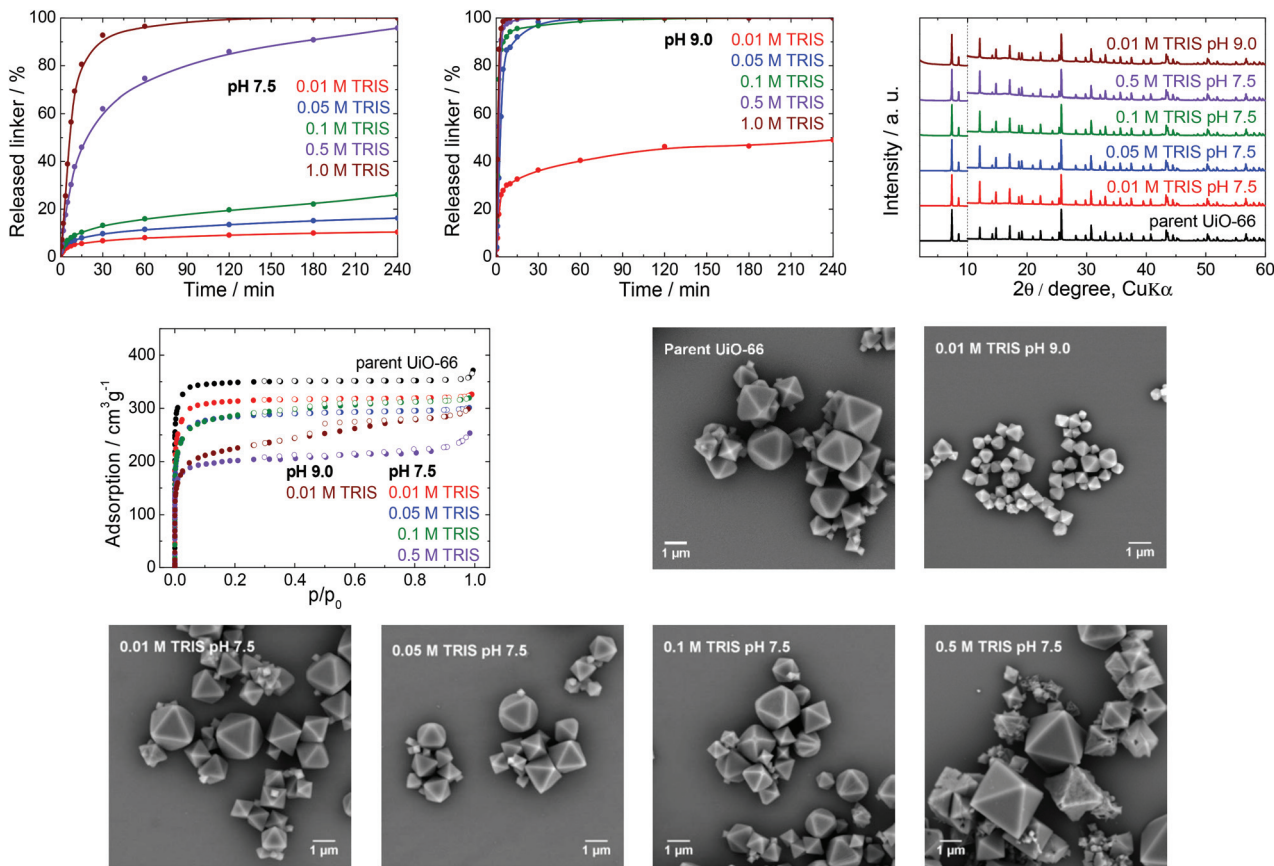 100
80
60
40
20
0
Released linker / %
pH 7.5
0.01 M TRIS
0.05 M TRIS
0.1 M TRIS
0.5 M TRIS
1.0 M TRIS
0 30 60 90 120 150 180 210 240
Time / min
100
80
60
40
20
0
Released linker / %
pH 9.0
0.01 M TRIS
0.05 M TRIS
0.1 M TRIS
0.5 M TRIS
1.0 M TRIS
0 30 60 90 120 150 180 210 240
Time / min
Intensity / a. u.
0.01 M TRIS pH 9.0
0.5 M TRIS pH 7.5
0.1 M TRIS pH 7.5
0.05 M TRIS pH 7.5
0.01 M TRIS pH 7.5
parent UiO-66
10 20 30 40 50 60
2θ / degree, CuKα
400
300
200
100
0
Adsorption / cm³g⁻¹
parent UiO-66
pH 9.0 pH 7.5
0.01 M TRIS 0.01 M TRIS
0.05 M TRIS
0.1 M TRIS
0.5 M TRIS
0.0 0.2 0.4 0.6 0.8 1.0
p/p₀
Parent UiO-66
1 µm
0.01 M TRIS pH 9.0
1 µm
0.01 M TRIS pH 7.5
1 µm
0.05 M TRIS pH 7.5
1 µm
0.1 M TRIS pH 7.5
1 µm
0.5 M TRIS pH 7.5
1 µm